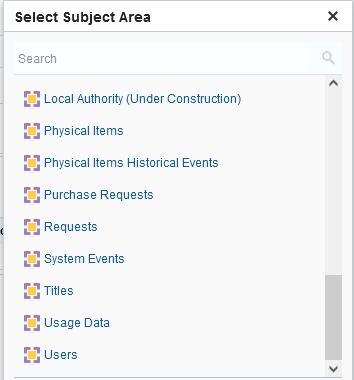 Select Subject Area
Search
Local Authority (Under Construction)
Physical Items
Physical Items Historical Events
Purchase Requests
Requests
System Events
Titles
Usage Data
Users